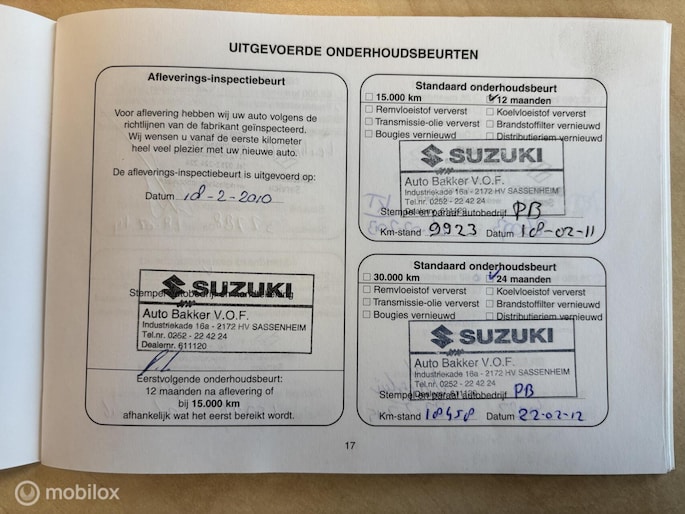 UITGEVOERDE ONDERHOUDSBEURTEN
Afleverings-inspectiebeurt
Voor aflevering hebben wij uw auto volgens de
richtlijnen van de fabrikant geïnspecteerd.
Wij wensen u vanaf de eerste kilometer
heel veel plezier met uw nieuwe auto.
De afleverings-inspectiebeurt is uitgevoerd op:
Datum 18-2-2010
SUZUKI
Auto Bakker V.O.F.
Industriekade 16a - 2172 HV SASSENHEIM
Tel.nr. 0252 - 22 42 24
Dealernr. 611120
Eerstvolgende onderhoudsbeurt:
12 maanden na aflevering of
bij 15.000 km
afhankelijk wat het eerst bereikt wordt.
Standaard onderhoudsbeurt
15.000 km 12 maanden
Remvloeistof ververst Koelvloeistof ververst
Transmissie-olie ververst Brandstoffilter vernieuwd
Bougies vernieuwd Distributieriem vernieuwd
SUZUKI
Auto Bakker V.O.F.
Industriekade 16a - 2172 HV SASSENHEIM
Tel.nr. 0252 - 22 42 24
Stempel en paraaf autobedrijf PB
Km-stand 9923 Datum 18-02-11
Standaard onderhoudsbeurt
30.000 km 24 maanden
Remvloeistof ververst Koelvloeistof ververst
Transmissie-olie ververst Brandstoffilter vernieuwd
Bougies vernieuwd Distributieriem vernieuwd
SUZUKI
Auto Bakker V.O.F.
Industriekade 16a - 2172 HV SASSENHEIM
Tel.nr. 0252 - 22 42 24
Stempel en paraaf autobedrijf PB
Km-stand 18458 Datum 22-02-12
17
mobilox